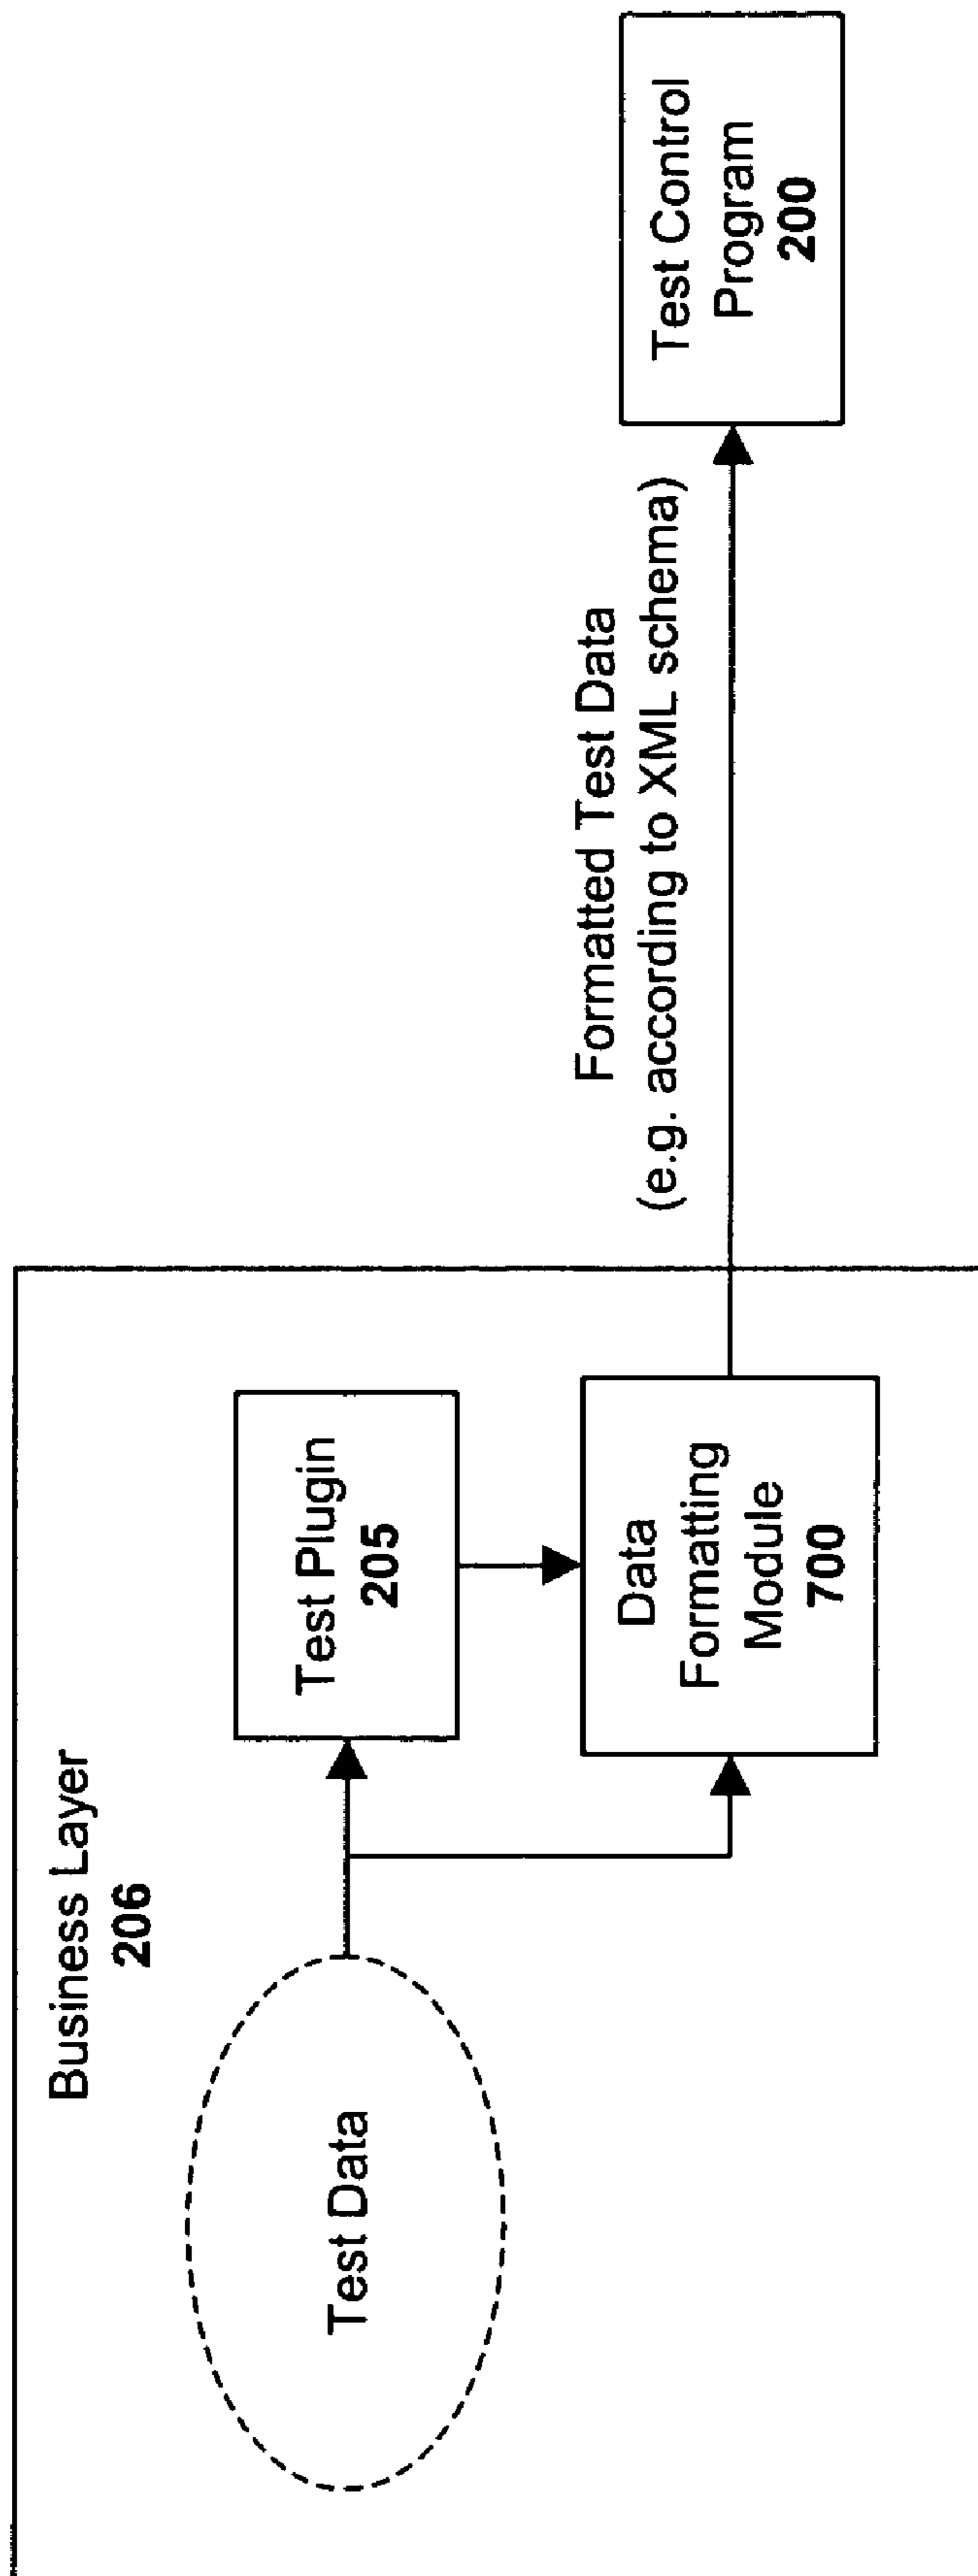 Business Layer
206
Test Data
Test Plugin
205
Data
Formatting
Module
700
Formatted Test Data
(e.g. according to XML schema)
Test Control
Program
200